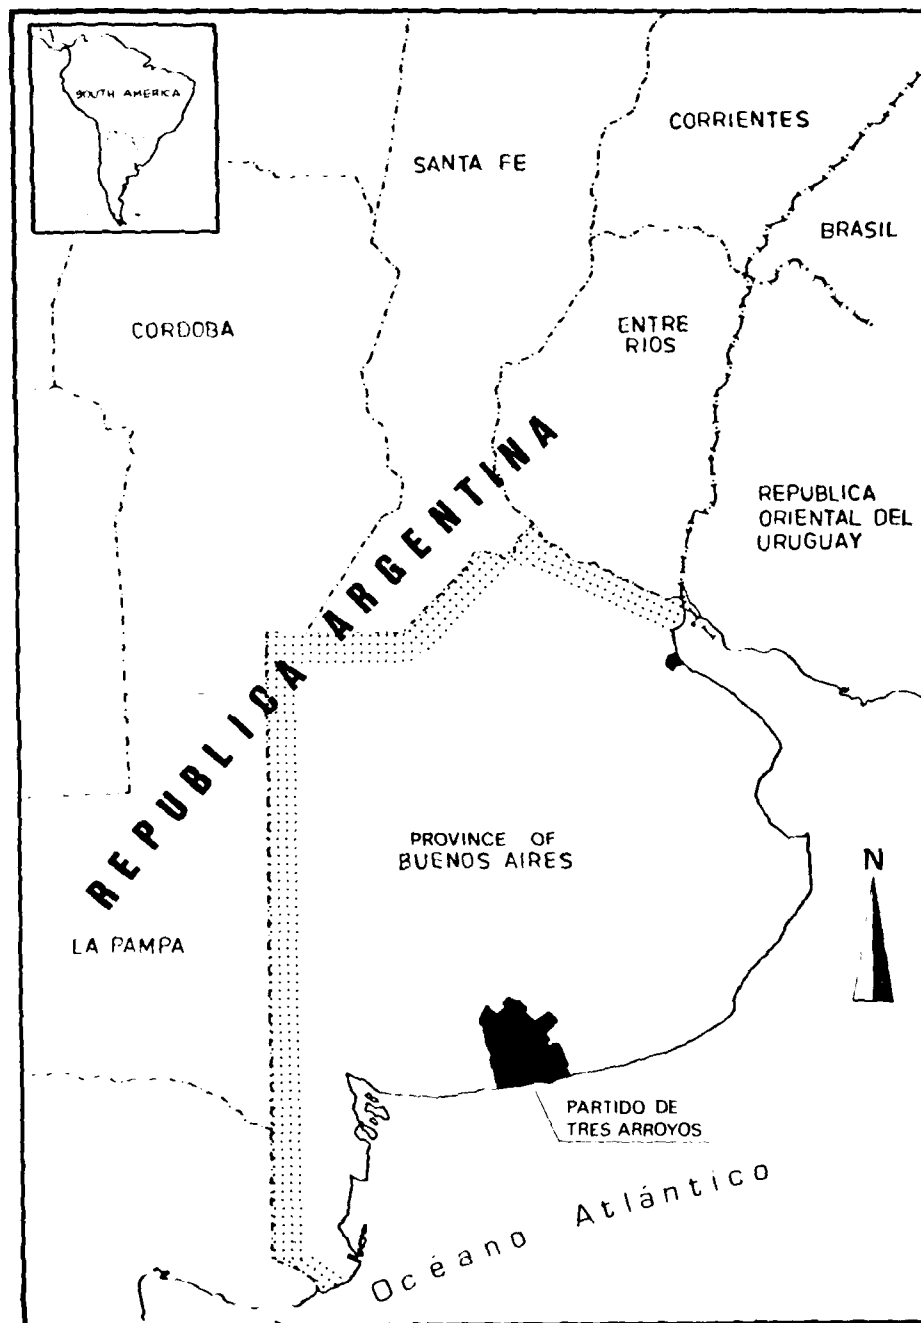 SOUTH AMERICA
CORRIENTES
SANTA FE
BRASIL
CORDOBA
ENTRE
RIOS
REPUBLICA ARGENTINA
REPUBLICA
ORIENTAL DEL
URUGUAY
PROVINCE OF
BUENOS AIRES
N
LA PAMPA
PARTIDO DE
TRES ARROYOS
Océano Atlántico